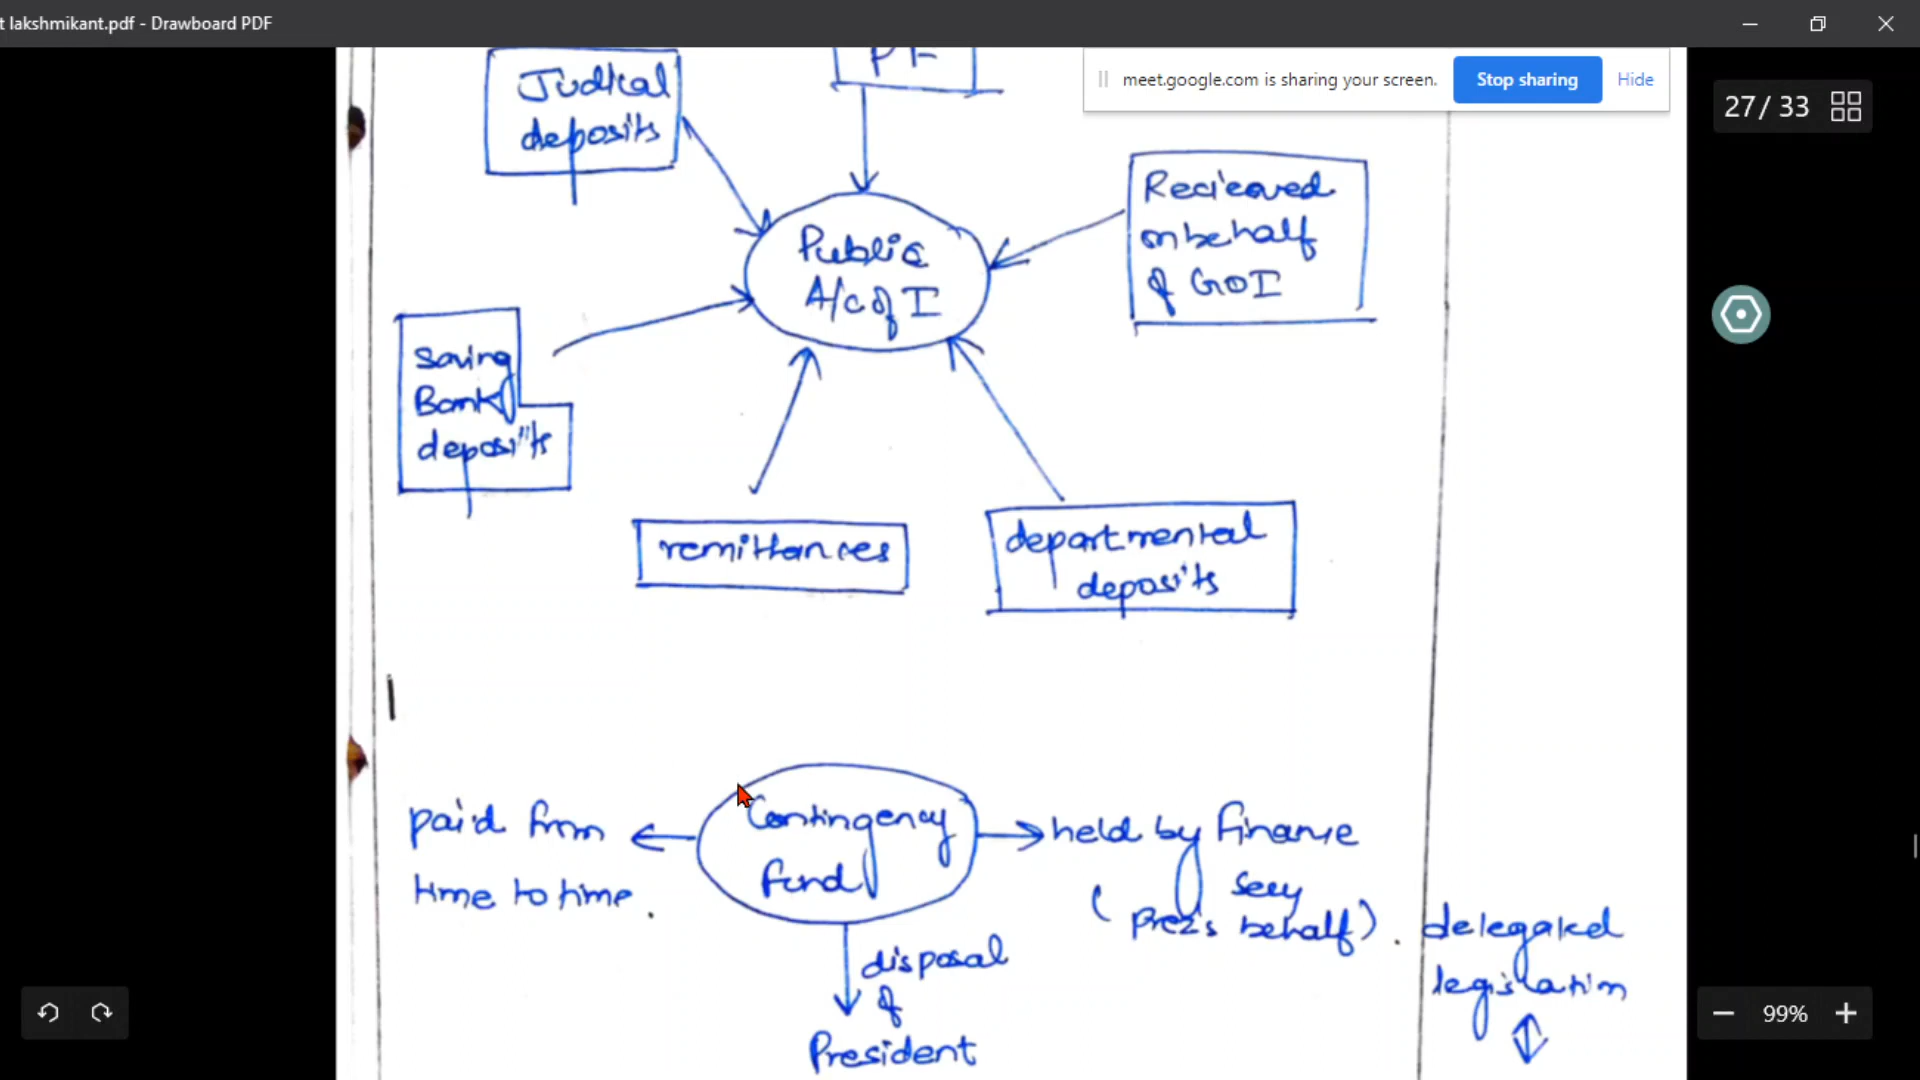 t lakshmikant.pdf - Drawboard PDF
meet.google.com is sharing your screen.
Stop sharing
Hide
27/ 33
PF
Judical
deposits
Recieaved
on behalf
of GOI
Public
A/c of I
Saving
Bank
deposits
remittances
departmental
deposits
paid from
time to time.
Contingency
fund
held by Finance
Secy
(Prez's behalf).
disposal
of
President
delegated
legislation
99%